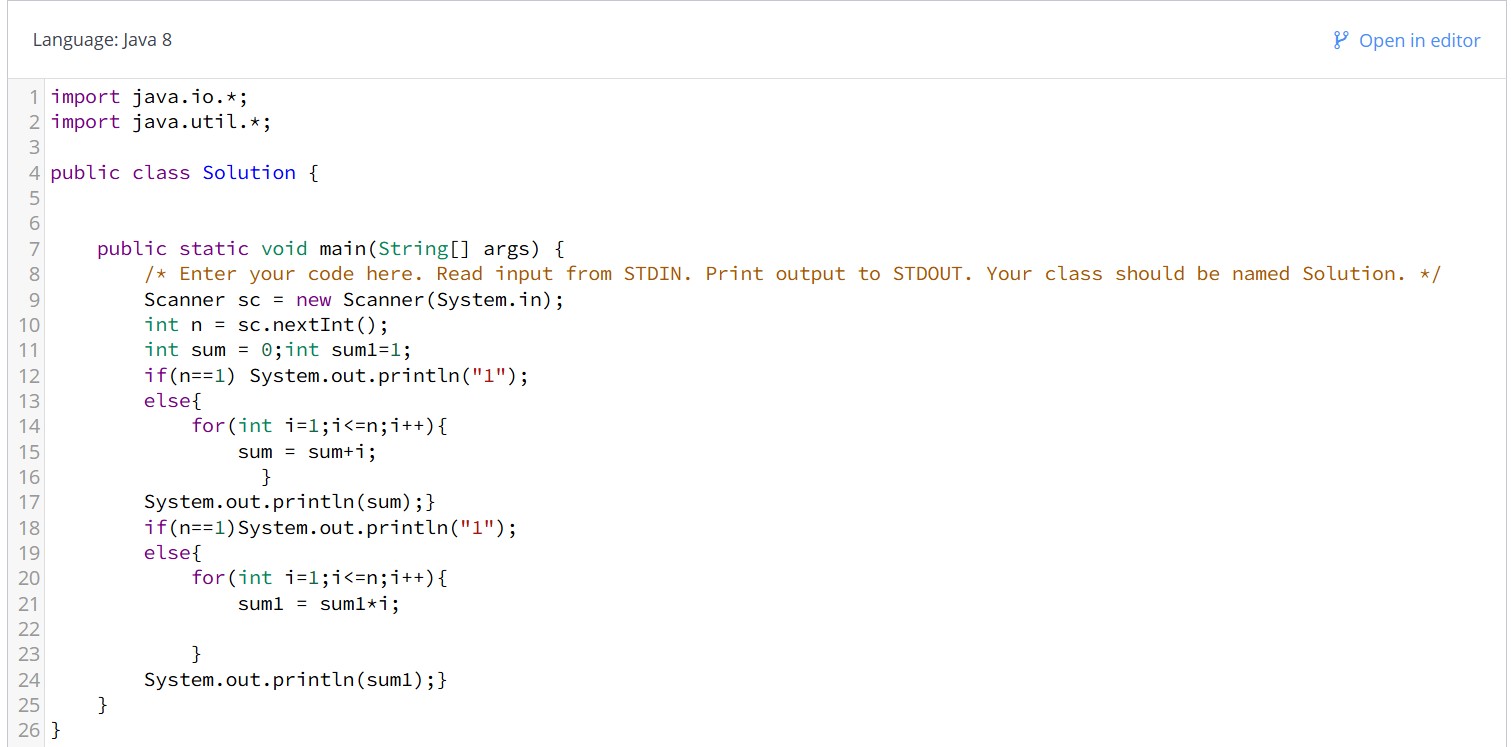 Language: Java 8
Open in editor
1 import java.io.*;
2 import java.util.*;
3
4 public class Solution {
5
6
7     public static void main(String[] args) {
8         /* Enter your code here. Read input from STDIN. Print output to STDOUT. Your class should be named Solution. */
9         Scanner sc = new Scanner(System.in);
10         int n = sc.nextInt();
11         int sum = 0;int sum1=1;
12         if(n==1) System.out.println("1");
13         else{
14             for(int i=1;i<=n;i++){
15                 sum = sum+i;
16                   }
17         System.out.println(sum);}
18         if(n==1)System.out.println("1");
19         else{
20             for(int i=1;i<=n;i++){
21                 sum1 = sum1*i;
22
23             }
24         System.out.println(sum1);}
25     }
26 }